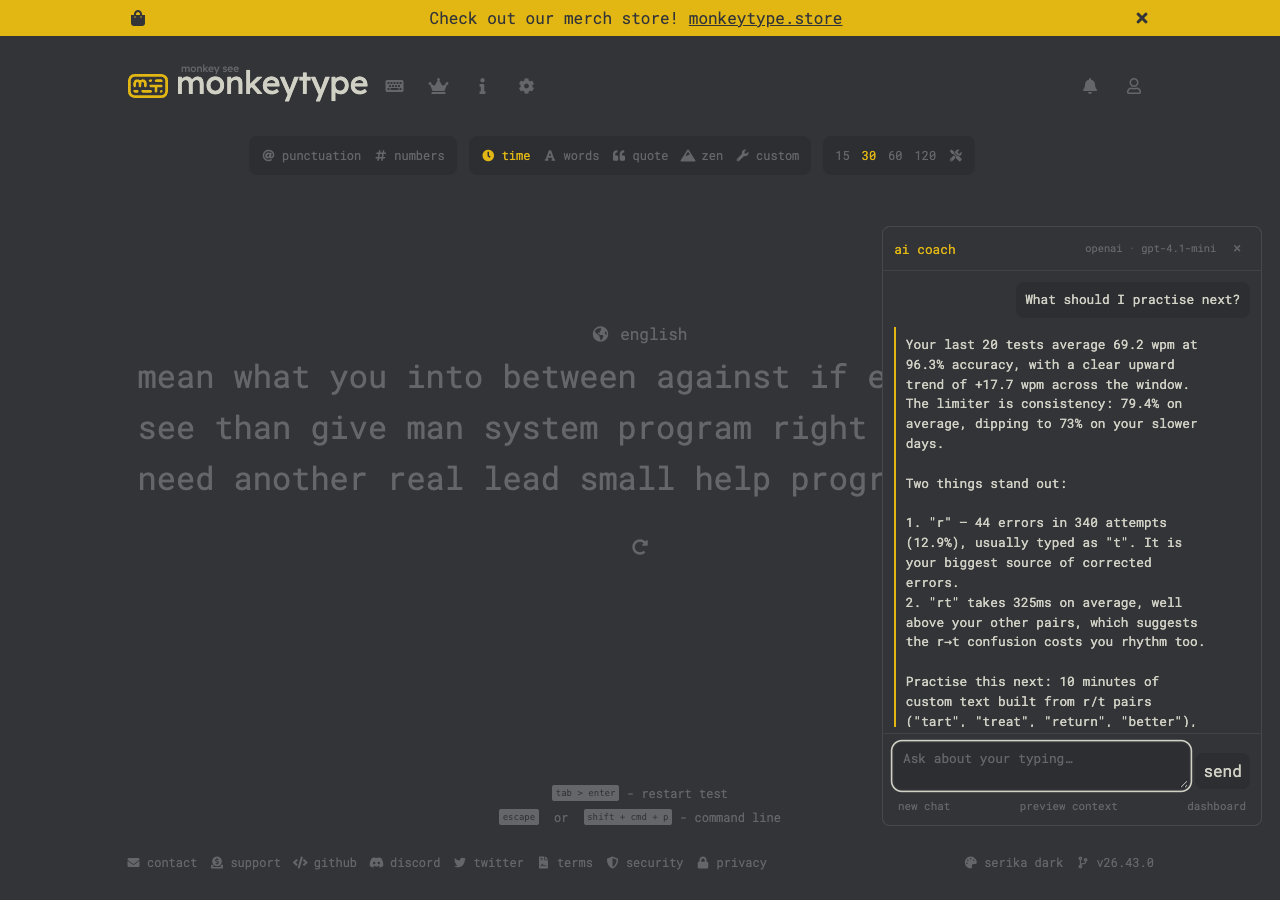 Check out our merch store! monkeytype.store
monkey see
monkeytype
punctuation numbers time words quote zen custom 15 30 60 120
english
mean what you into between against if e
see than give man system program right
need another real lead small help progr
ai coach openai · gpt-4.1-mini ×
What should I practise next?
Your last 20 tests average 69.2 wpm at
96.3% accuracy, with a clear upward
trend of +17.7 wpm across the window.
The limiter is consistency: 79.4% on
average, dipping to 73% on your slower
days.
Two things stand out:
1. "r" — 44 errors in 340 attempts
(12.9%), usually typed as "t". It is
your biggest source of corrected
errors.
2. "rt" takes 325ms on average, well
above your other pairs, which suggests
the r→t confusion costs you rhythm too.
Practise this next: 10 minutes of
custom text built from r/t pairs
("tart", "treat", "return", "better"),
Ask about your typing…
send
new chat preview context dashboard
tab > enter - restart test
escape or shift + cmd + p - command line
contact support github discord twitter terms security privacy serika dark v26.43.0